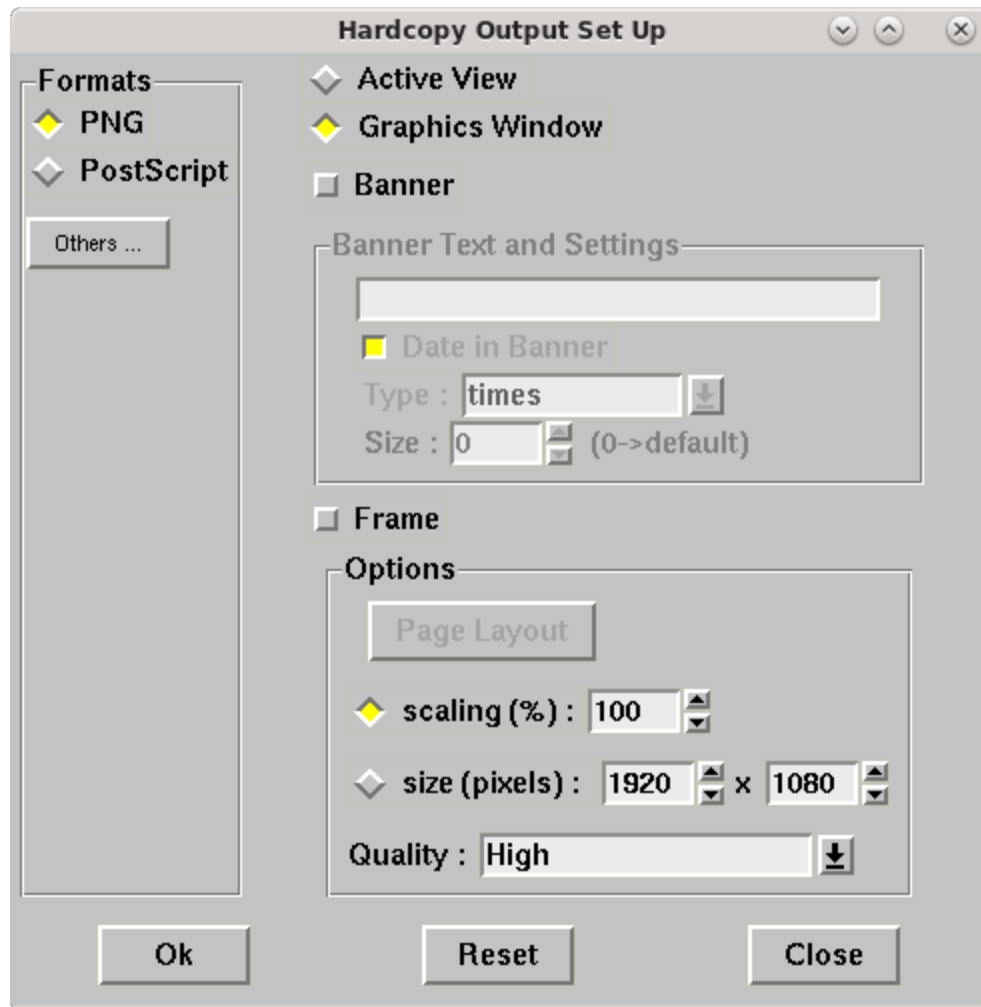 Hardcopy Output Set Up
Formats
PNG
PostScript
Others ...
Active View
Graphics Window
Banner
Banner Text and Settings
Date in Banner
Type : times
Size : 0 (0->default)
Frame
Options
Page Layout
scaling (%) : 100
size (pixels) : 1920 x 1080
Quality : High
Ok Reset Close